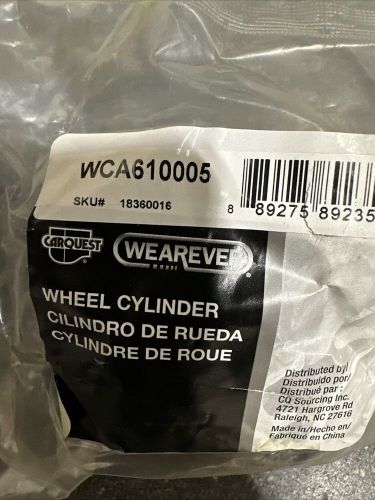 WCA610005
SKU# 18360016
8 89275 89235
CARQUEST
WEAREVER
WHEEL CYLINDER
CILINDRO DE RUEDA
CYLINDRE DE ROUE
Distributed by/
Distribuido por/
Distribué par :
CQ Sourcing Inc.
4721 Hargrove Rd
Raleigh, NC 27616
Made in/Hecho en/
Fabriqué en China